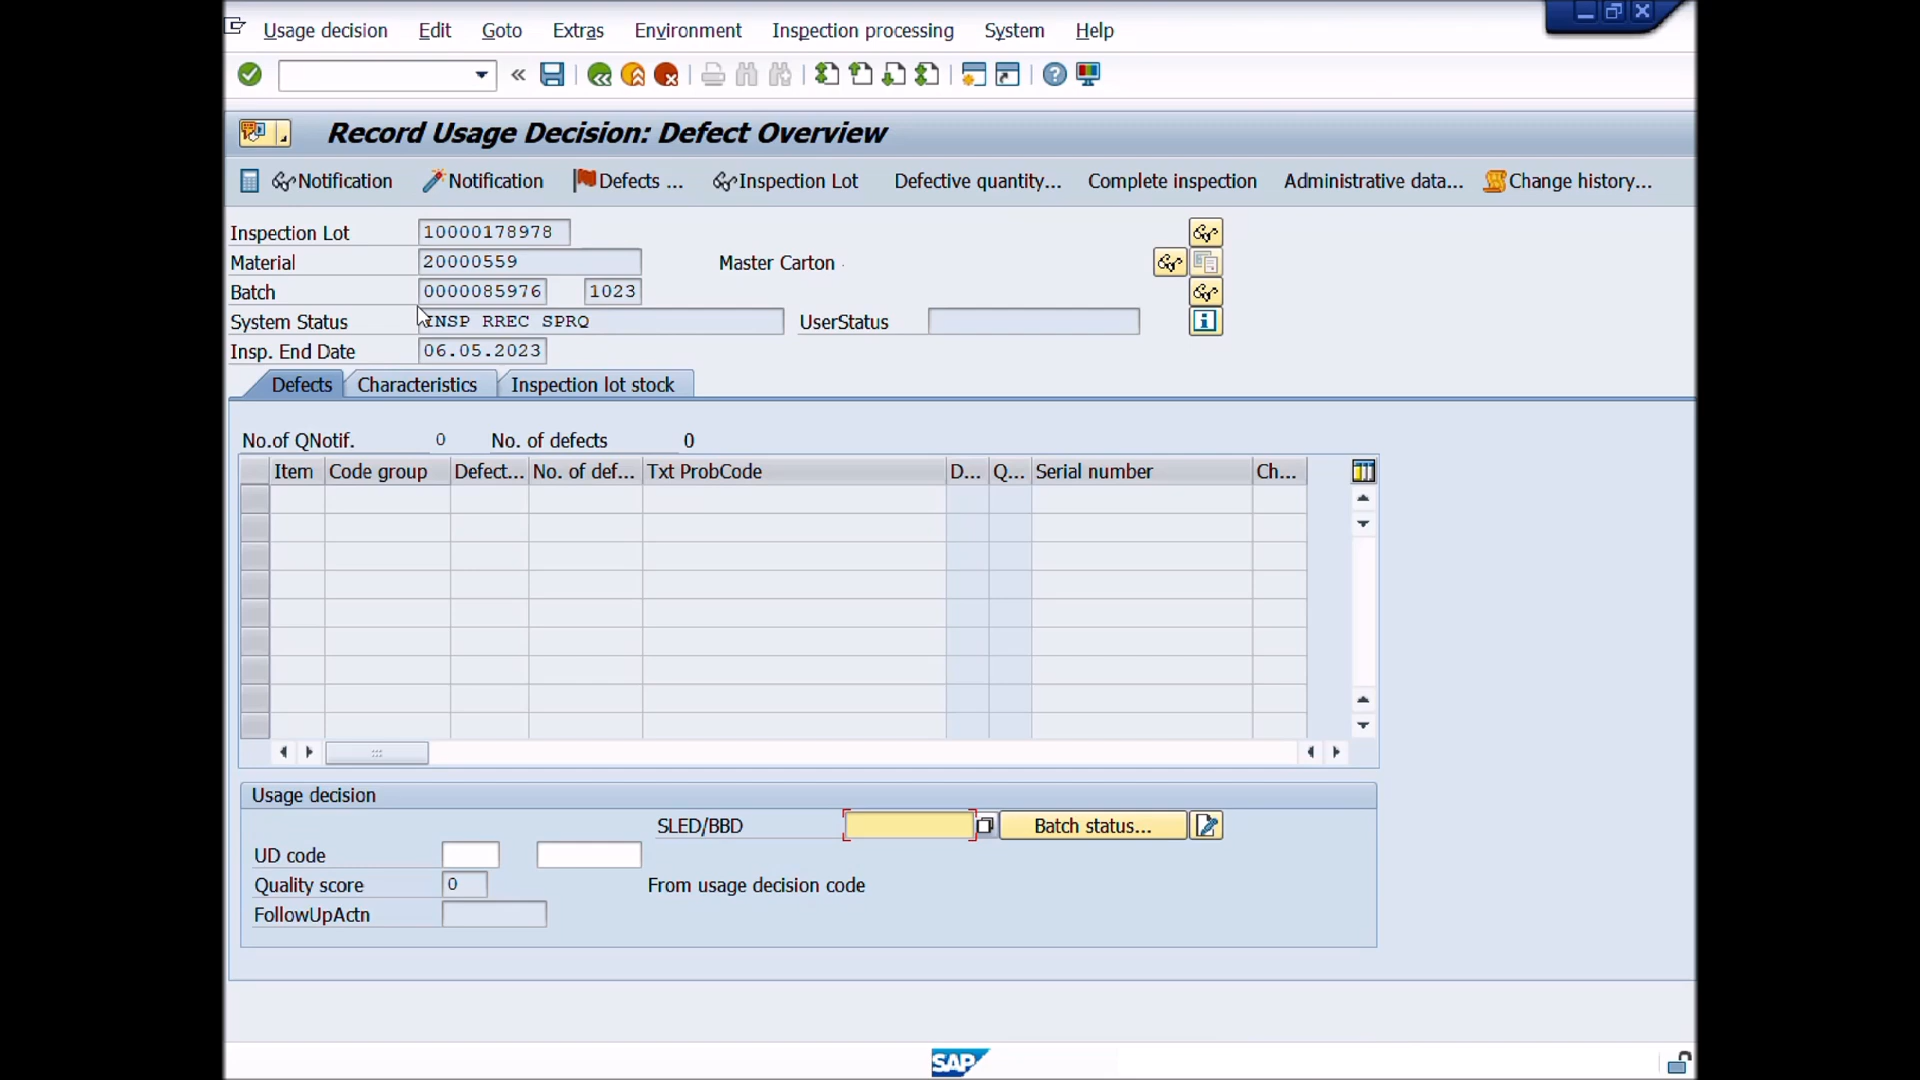 Usage decision Edit Goto Extras Environment Inspection processing System Help
Record Usage Decision: Defect Overview
Notification Notification Defects ... Inspection Lot Defective quantity... Complete inspection Administrative data... Change history...
Inspection Lot 10000178978
Material 20000559 Master Carton
Batch 0000085976 1023
System Status INSP RREC SPRQ UserStatus
Insp. End Date 06.05.2023
Defects Characteristics Inspection lot stock
No.of QNotif. 0 No. of defects 0
Item Code group Defect... No. of def... Txt ProbCode D... Q... Serial number Ch...
Usage decision
SLED/BBD Batch status...
UD code
Quality score 0 From usage decision code
FollowUpActn
SAP